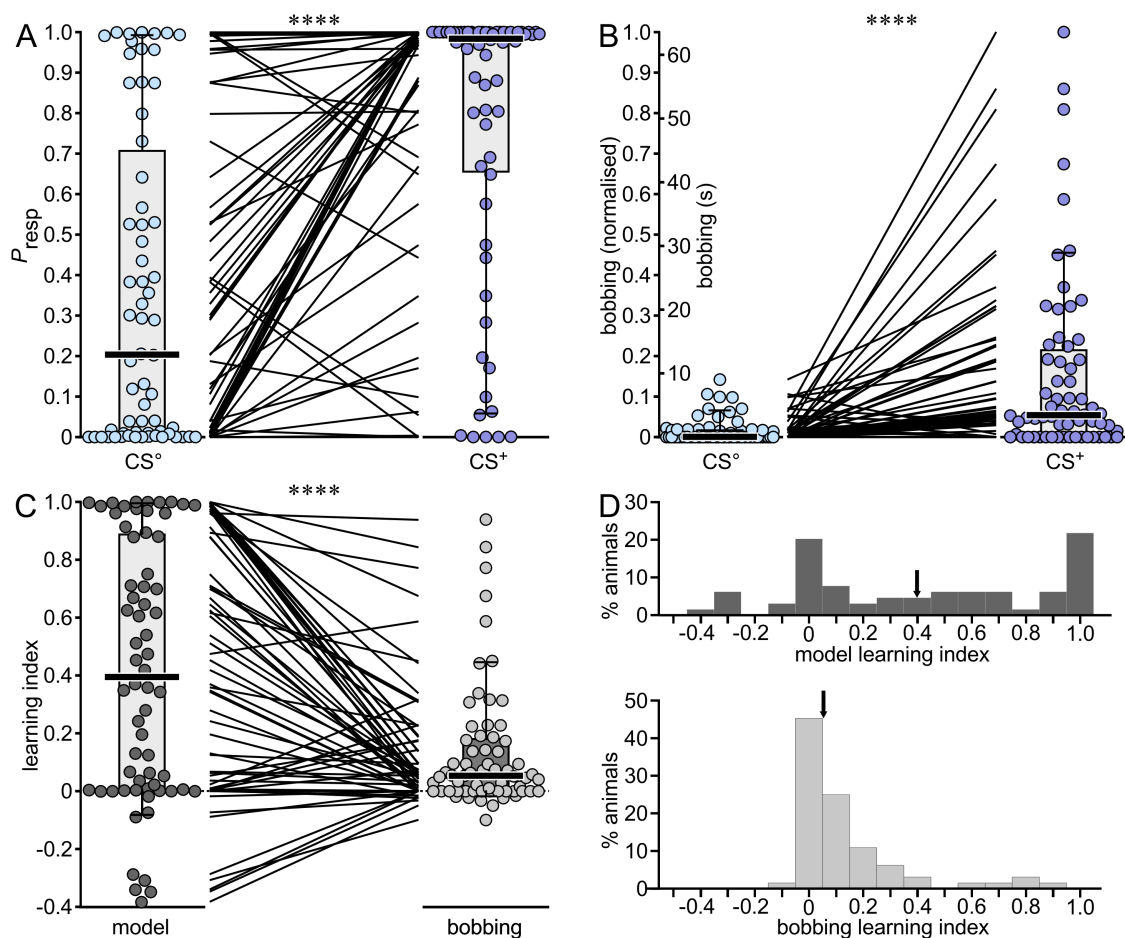 A
****
1.0
0.9
0.8
0.7
0.6
0.5
0.4
0.3
0.2
0.1
0
Presp
CS°
CS+
B
****
1.0
0.9
0.8
0.7
0.6
0.5
0.4
0.3
0.2
0.1
0
bobbing (normalised)
60
50
40
30
20
10
bobbing (s)
CS°
CS+
C
****
1.0
0.8
0.6
0.4
0.2
0
-0.2
-0.4
learning index
model
bobbing
D
30
20
10
0
% animals
-0.4 -0.2 0 0.2 0.4 0.6 0.8 1.0
model learning index
50
40
30
20
10
0
% animals
-0.4 -0.2 0 0.2 0.4 0.6 0.8 1.0
bobbing learning index